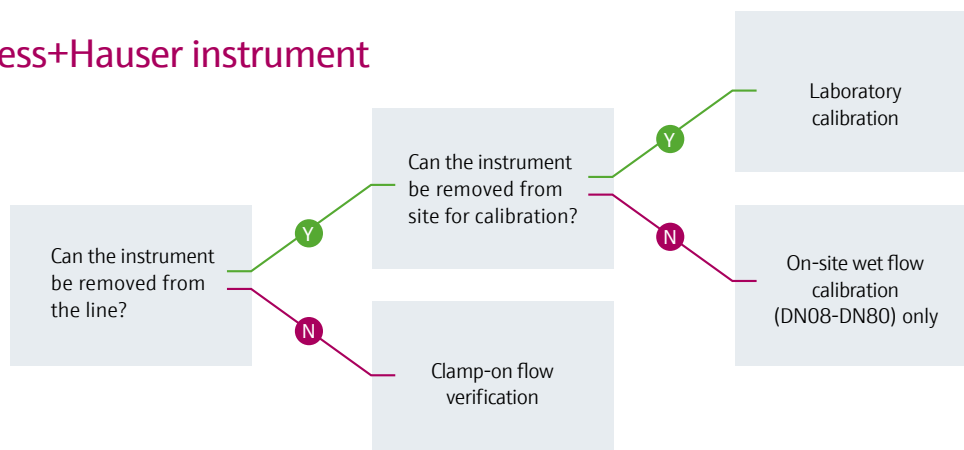 ess+Hauser instrument
Can the instrument
be removed from
the line?
Y
N
Can the instrument
be removed from
site for calibration?
Clamp-on flow
verification
Y
N
Laboratory
calibration
On-site wet flow
calibration
(DN08-DN80) only